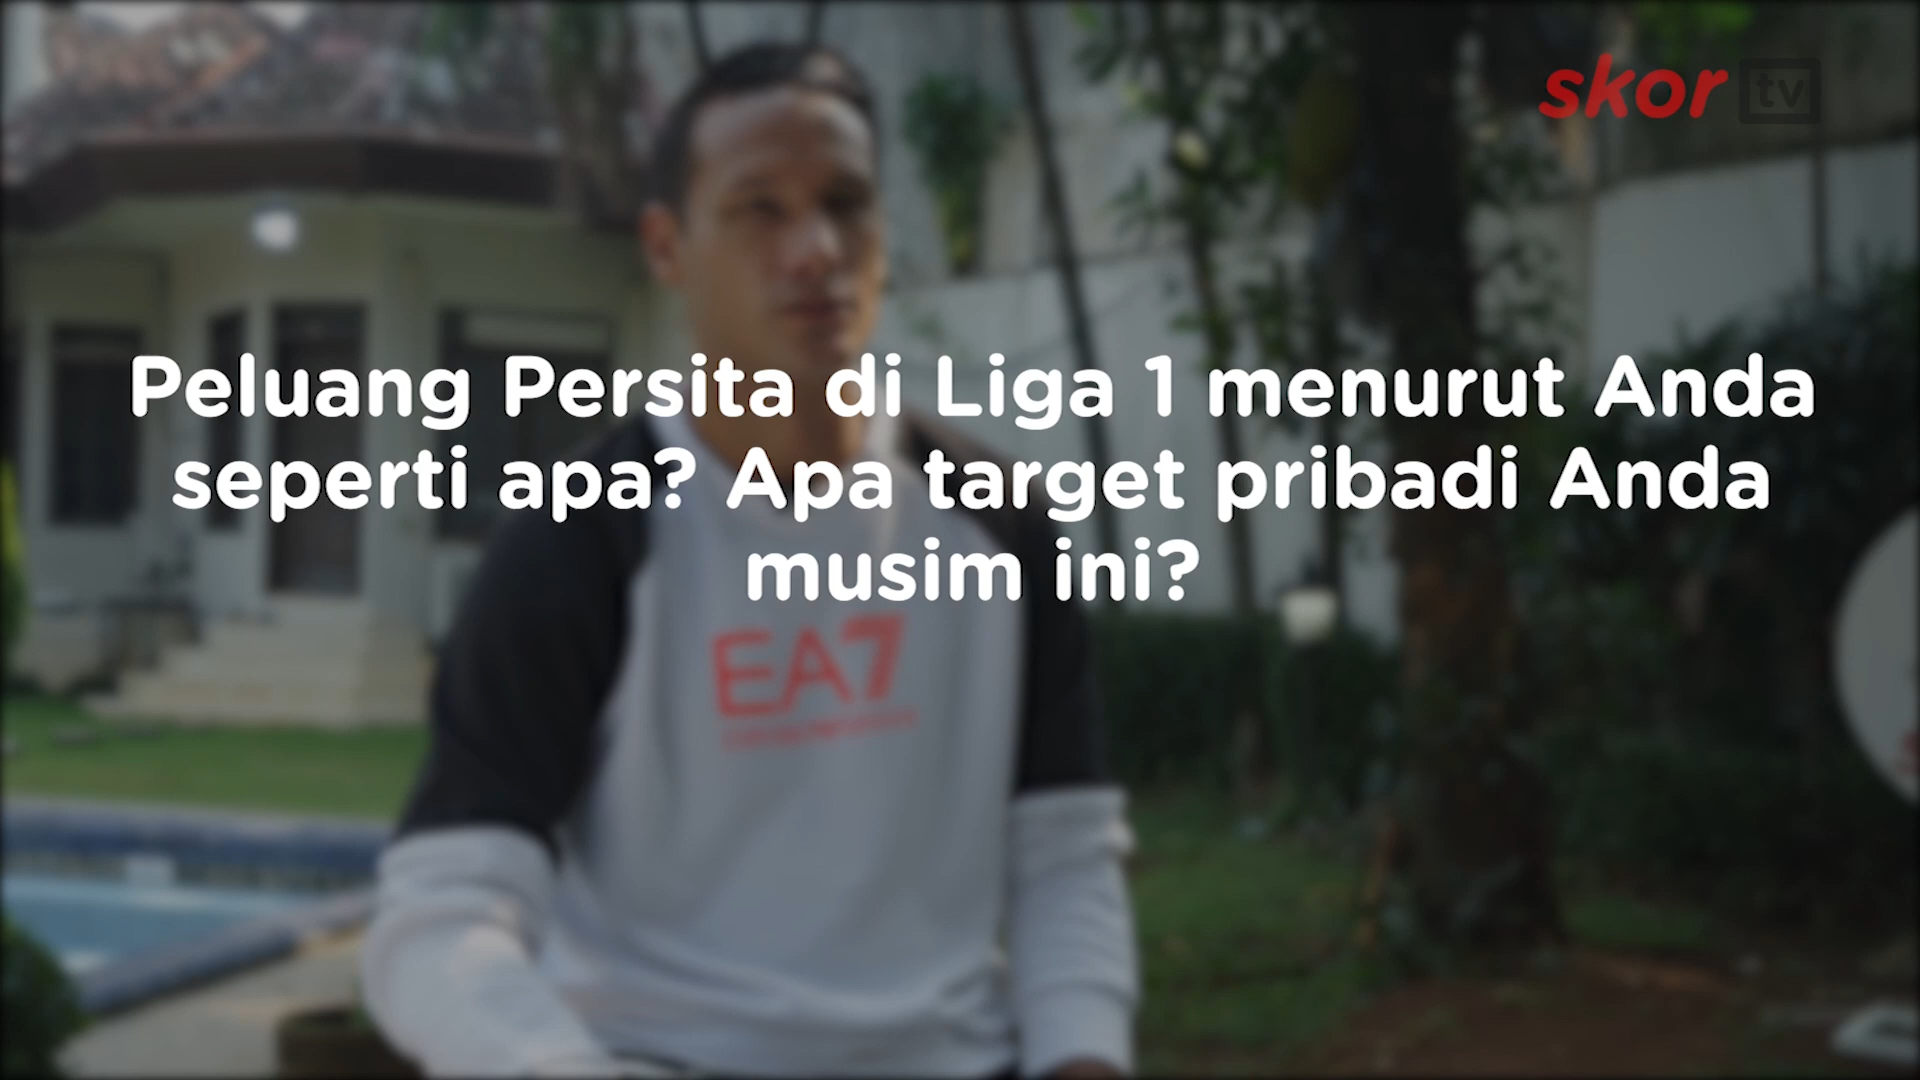 skor tv
Peluang Persita di Liga 1 menurut Anda
seperti apa? Apa target pribadi Anda
musim ini?
EA7